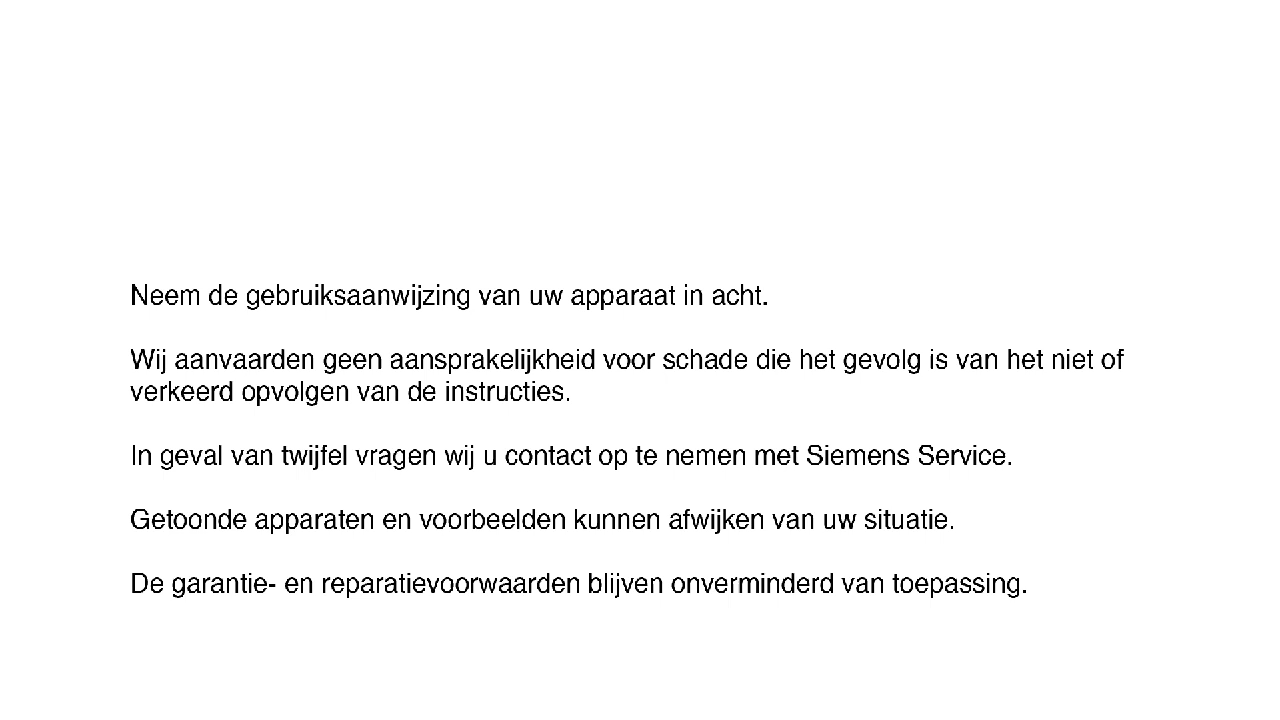 Neem de gebruiksaanwijzing van uw apparaat in acht.
Wij aanvaarden geen aansprakelijkheid voor schade die het gevolg is van het niet of
verkeerd opvolgen van de instructies.
In geval van twijfel vragen wij u contact op te nemen met Siemens Service.
Getoonde apparaten en voorbeelden kunnen afwijken van uw situatie.
De garantie- en reparatievoorwaarden blijven onverminderd van toepassing.